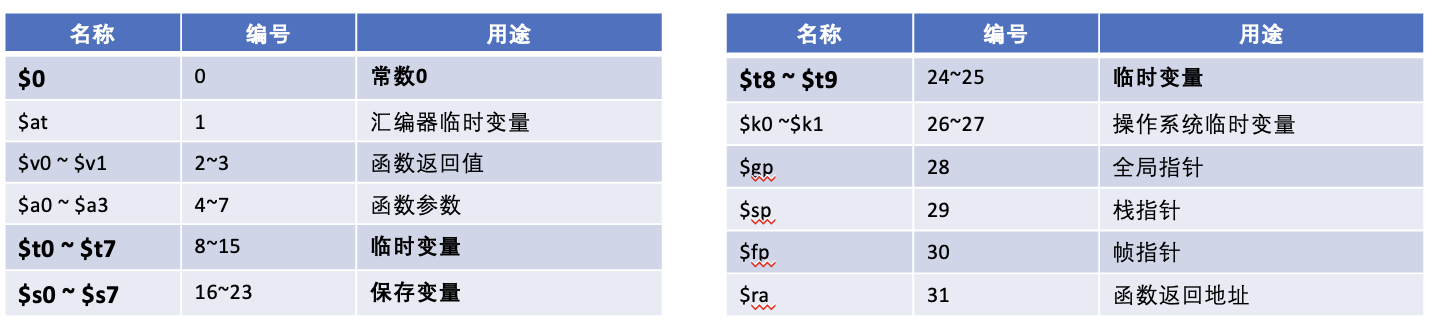 名称 编号 用途
$0 0 常数0
$at 1 汇编器临时变量
$v0 ~ $v1 2~3 函数返回值
$a0 ~ $a3 4~7 函数参数
$t0 ~ $t7 8~15 临时变量
$s0 ~ $s7 16~23 保存变量
名称 编号 用途
$t8 ~ $t9 24~25 临时变量
$k0 ~$k1 26~27 操作系统临时变量
$gp 28 全局指针
$sp 29 栈指针
$fp 30 帧指针
$ra 31 函数返回地址